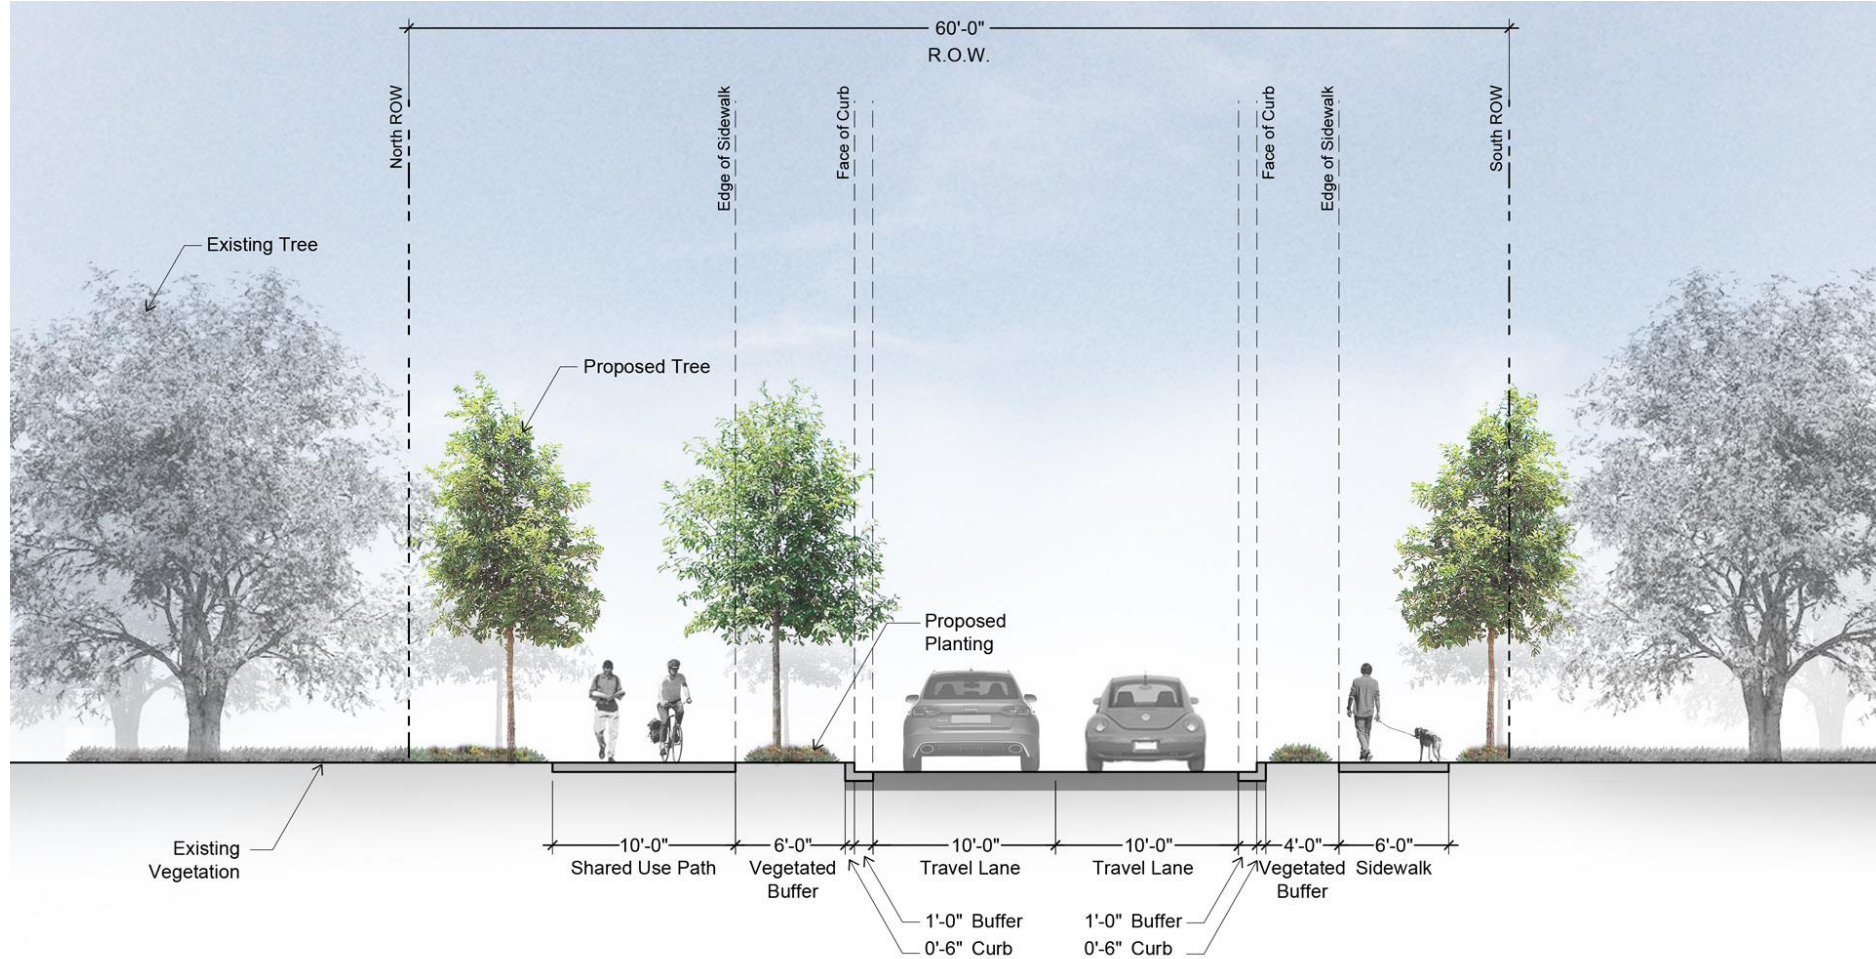 60'-0"
R.O.W.
North ROW
Edge of Sidewalk
Face of Curb
Face of Curb
Edge of Sidewalk
South ROW
Existing Tree
Proposed Tree
Proposed
Planting
Existing
Vegetation
10'-0"
Shared Use Path
6'-0"
Vegetated
Buffer
10'-0"
Travel Lane
10'-0"
Travel Lane
4'-0"
Vegetated
Buffer
6'-0"
Sidewalk
1'-0" Buffer
0'-6" Curb
1'-0" Buffer
0'-6" Curb